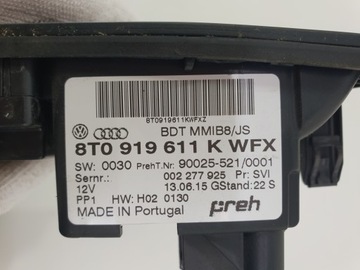 8T0919611KWFXZ
BDT MMIB8/JS
8T0 919 611 K WFX
SW: 0030 PrehT.Nr: 90025-521/0001
Sernr.: 002 277 925 Pr: SVI
12V 13.06.15 GStand: 22 S
PP1 HW: H02 0130
MADE IN Portugal preh